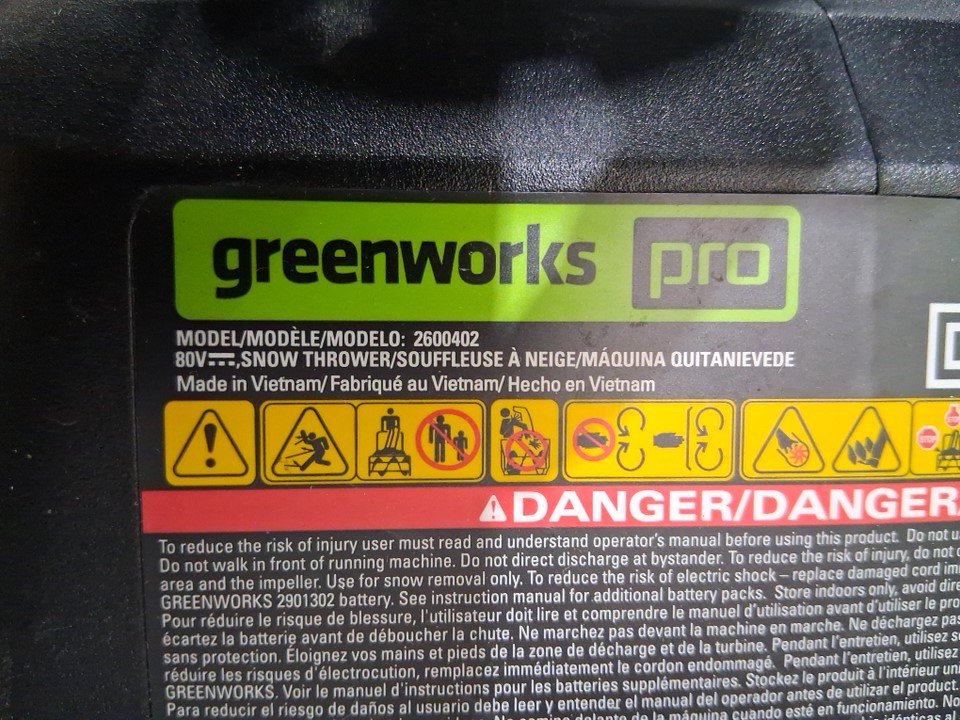 greenworks pro
MODEL/MODÈLE/MODELO: 2600402
80V⎓,SNOW THROWER/SOUFFLEUSE À NEIGE/MÁQUINA QUITANIEVEDE
Made in Vietnam/ Fabriqué au Vietnam/ Hecho en Vietnam
STOP
DANGER/DANGER/
To reduce the risk of injury user must read and understand operator's manual before using this product. Do not
Do not walk in front of running machine. Do not direct discharge at bystander. To reduce the risk of injury, do not
area and the impeller. Use for snow removal only. To reduce the risk of electric shock – replace damaged cord
GREENWORKS 2901302 battery. See instruction manual for additional battery packs. Store indoors only, avoid
Pour réduire le risque de blessure, l'utilisateur doit lire et comprendre le manuel d'utilisation avant d'utiliser le
écartez la batterie avant de déboucher la chute. Ne marchez pas devant la machine en marche. Ne déchargez
sans protection. Éloignez vos mains et pieds de la zone de décharge et de la turbine. Pendant l'entretien, utilisez
réduire les risques d'électrocution, remplacez immédiatement le cordon endommagé. Pendant l'entretien, utilisez
GREENWORKS. Voir le manuel d'instructions pour les batteries supplémentaires. Stockez le produit à l'intérieur
Para reducir el riesgo de daños al usuario debe leer y entender el manual del operador antes de utilizar el product.
delante de la máquina cuando esté en funcionamiento.